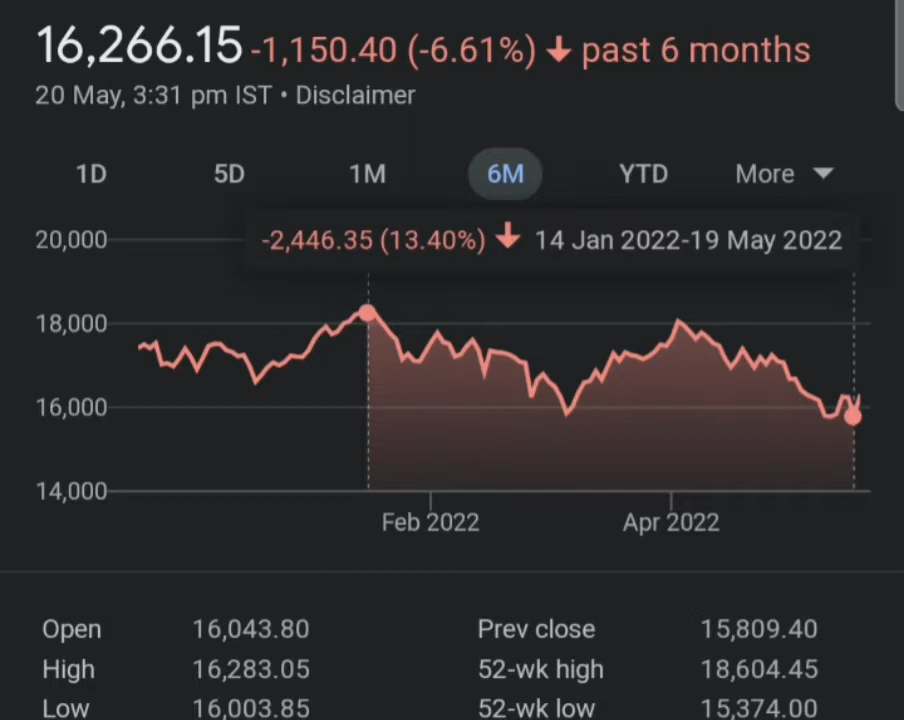 16,266.15 -1,150.40 (-6.61%) ↓ past 6 months
20 May, 3:31 pm IST • Disclaimer
1D 5D 1M 6M YTD More
-2,446.35 (13.40%) ↓ 14 Jan 2022-19 May 2022
20,000
18,000
16,000
14,000
Feb 2022 Apr 2022
Open 16,043.80 Prev close 15,809.40
High 16,283.05 52-wk high 18,604.45
Low 16,003.85 52-wk low 15,374.00